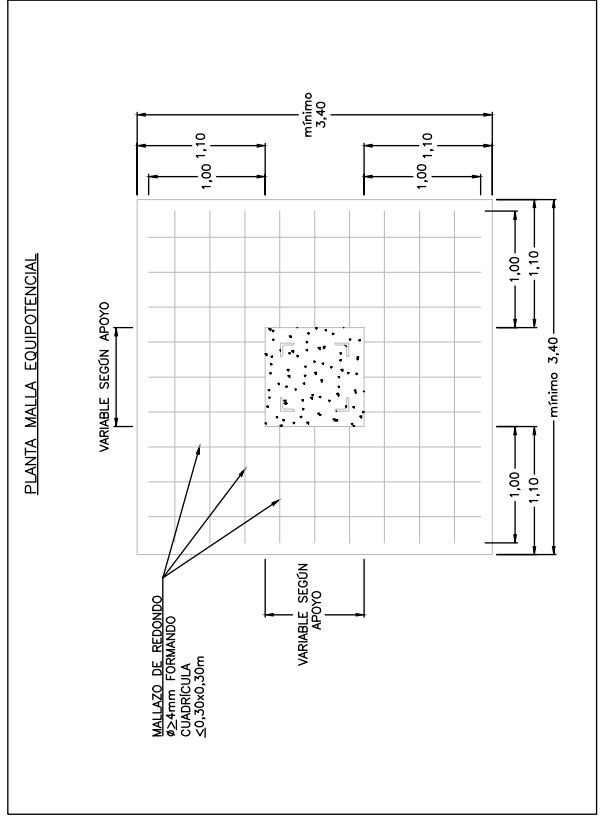 PLANTA MALLA EQUIPOTENCIAL
VARIABLE SEGÚN APOYO
MALLAZO DE REDONDO
ø≥4mm FORMANDO
CUADRÍCULA
≤0,30x0,30m
VARIABLE SEGÚN
APOYO
1,00
1,10
1,00
1,10
mínimo
3,40
1,00
1,10
1,00
1,10
mínimo 3,40